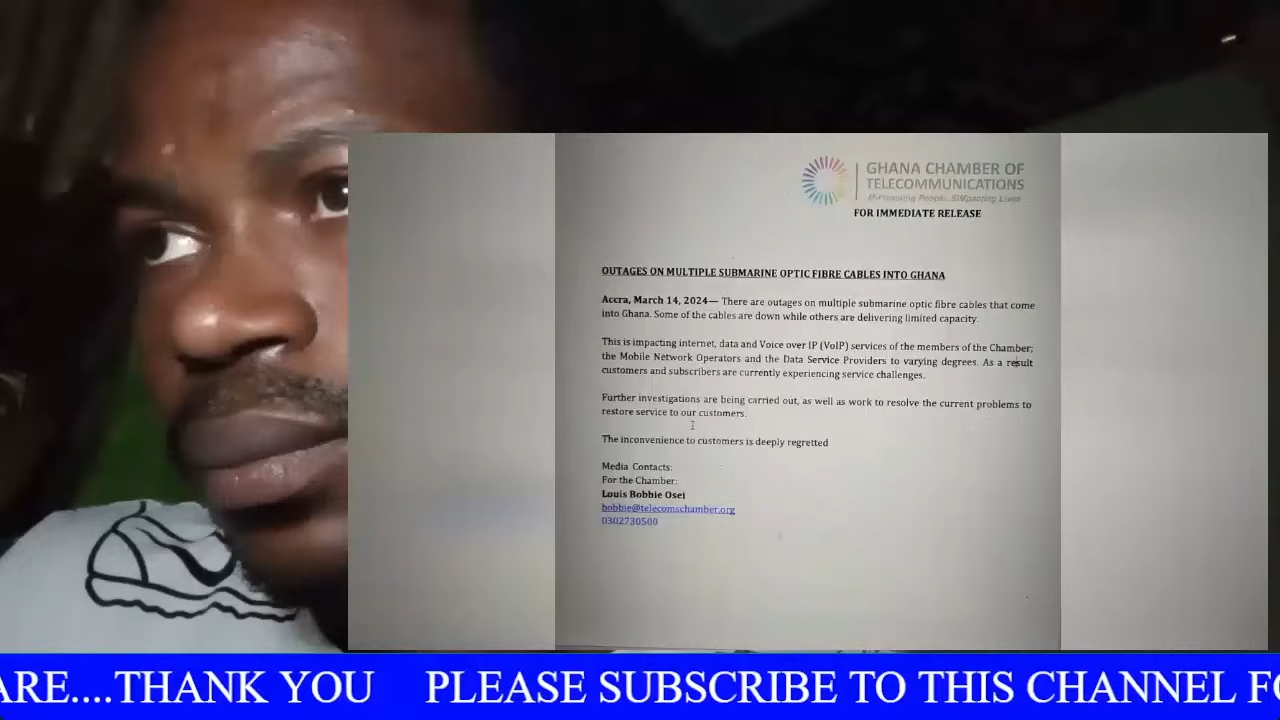 GHANA CHAMBER OF
TELECOMMUNICATIONS
FOR IMMEDIATE RELEASE
OUTAGES ON MULTIPLE SUBMARINE OPTIC FIBRE CABLES INTO GHANA
Accra, March 14, 2024— There are outages on multiple submarine optic fibre cables that come
into Ghana. Some of the cables are down while others are delivering limited capacity.
This is impacting internet, data and Voice over IP (VoIP) services of the members of the Chamber;
the Mobile Network Operators and the Data Service Providers to varying degrees. As a result
customers and subscribers are currently experiencing service challenges.
Further investigations are being carried out, as well as work to resolve the current problems to
restore service to our customers.
The inconvenience to customers is deeply regretted
Media Contacts:
For the Chamber:
Louis Bobbie Osei
bobbie@telecomschamber.org
0302730500
ARE....THANK YOU PLEASE SUBSCRIBE TO THIS CHANNEL FO